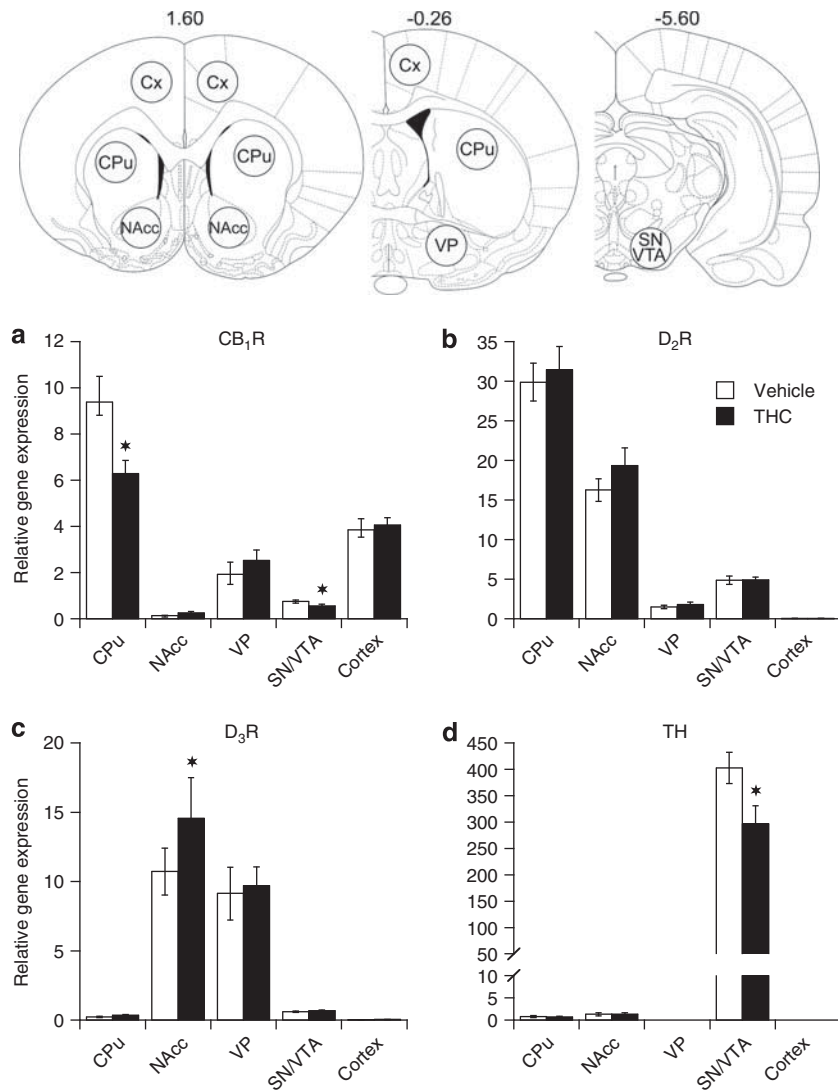 1.60
-0.26
-5.60
Cx
Cx
CPu
CPu
NAcc
NAcc
Cx
CPu
VP
SN
VTA
a
CB₁R
Relative gene expression
12
10
8
6
4
2
0
✶
✶
CPu
NAcc
VP
SN/VTA
Cortex
b
D₂R
35
30
25
20
15
10
5
0
Vehicle
THC
CPu
NAcc
VP
SN/VTA
Cortex
c
D₃R
Relative gene expression
20
15
10
5
0
✶
CPu
NAcc
VP
SN/VTA
Cortex
d
TH
450
400
350
300
250
200
150
100
50
10
5
0
✶
CPu
NAcc
VP
SN/VTA
Cortex